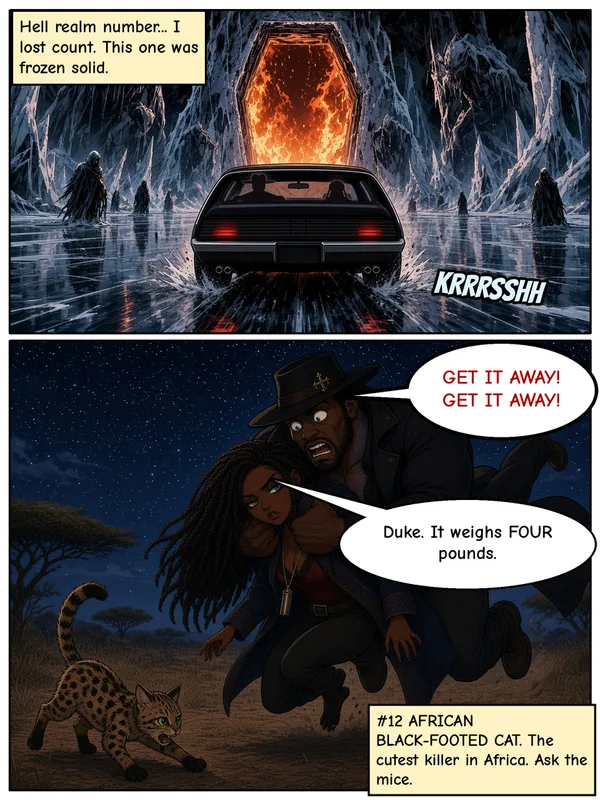 Hell realm number... I
lost count. This one was
frozen solid.
KRRRSSHH
GET IT AWAY!
GET IT AWAY!
Duke. It weighs FOUR
pounds.
#12 AFRICAN
BLACK-FOOTED CAT. The
cutest killer in Africa. Ask the
mice.